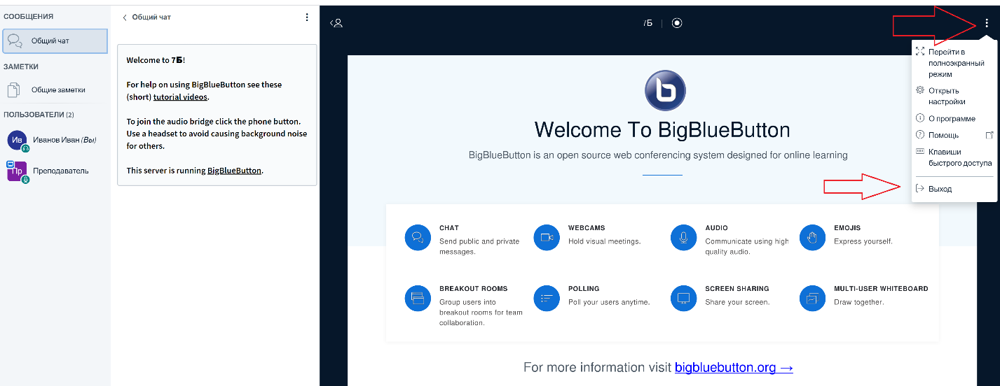 СООБЩЕНИЯ
Общий чат
ЗАМЕТКИ
Общие заметки
ПОЛЬЗОВАТЕЛИ (2)
Ив
Иванов Иван (Вы)
Пр
Преподаватель
Общий чат
Welcome to 7Б!
For help on using BigBlueButton see these
(short) tutorial videos.
To join the audio bridge click the phone button.
Use a headset to avoid causing background noise
for others.
This server is running BigBlueButton.
7Б
Перейти в
полноэкранный
режим
Открыть
настройки
О программе
Помощь
Клавиши
быстрого доступа
Выход
b
Welcome To BigBlueButton
BigBlueButton is an open source web conferencing system designed for online learning
CHAT
Send public and private
messages.
WEBCAMS
Hold visual meetings.
AUDIO
Communicate using high
quality audio.
EMOJIS
Express yourself.
BREAKOUT ROOMS
Group users into
breakout rooms for team
collaboration.
POLLING
Poll your users anytime.
SCREEN SHARING
Share your screen.
MULTI-USER WHITEBOARD
Draw together.
For more information visit bigbluebutton.org →